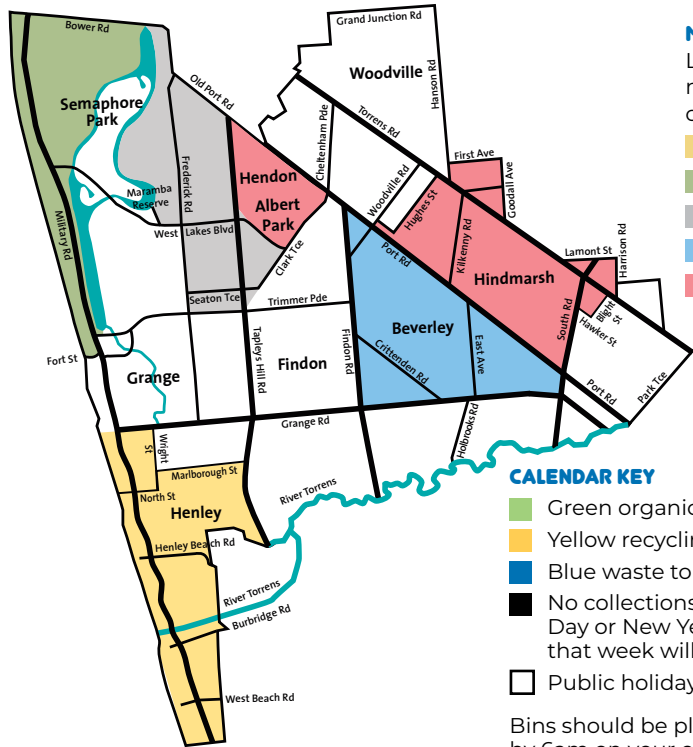 Bower Rd
Grand Junction Rd
Woodville
Hanson Rd
Semaphore
Park
Old Port Rd
Torrens Rd
Cheltenham Pde
Frederick Rd
Hendon
Albert
Park
Woodville Rd
First Ave
Goodall Ave
Hughes St
Maramba
Reserve
Military Rd
West Lakes Blvd
Clark Tce
Port Rd
Kilkenny Rd
Hindmarsh
Lamont St
Harrison Rd
Seaton Tce
Trimmer Pde
Beverley
South Rd
Blight
St
Hawker St
Fort St
Grange
Tapleys Hill Rd
Findon
Findon Rd
Crittenden Rd
East Ave
Port Rd
Park Tce
Grange Rd
Holbrooks Rd
Wright
St
Marlborough St
North St
River Torrens
Henley
Henley Beach Rd
River Torrens
Burbridge Rd
West Beach Rd
CALENDAR KEY
Green organic
Yellow recyclin
Blue waste to
No collections
Day or New Ye
that week will
Public holiday
Bins should be pl